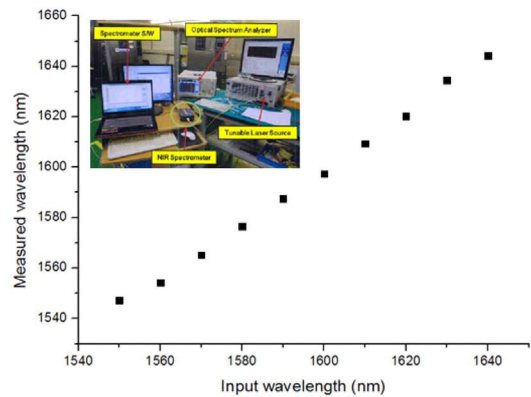 1660
1640
1620
1600
1580
1560
1540
Measured wavelength (nm)
Spectrometer S/W
Optical Spectrum Analyzer
Tunable Laser Source
NIR Spectrometer
1540 1560 1580 1600 1620 1640
Input wavelength (nm)